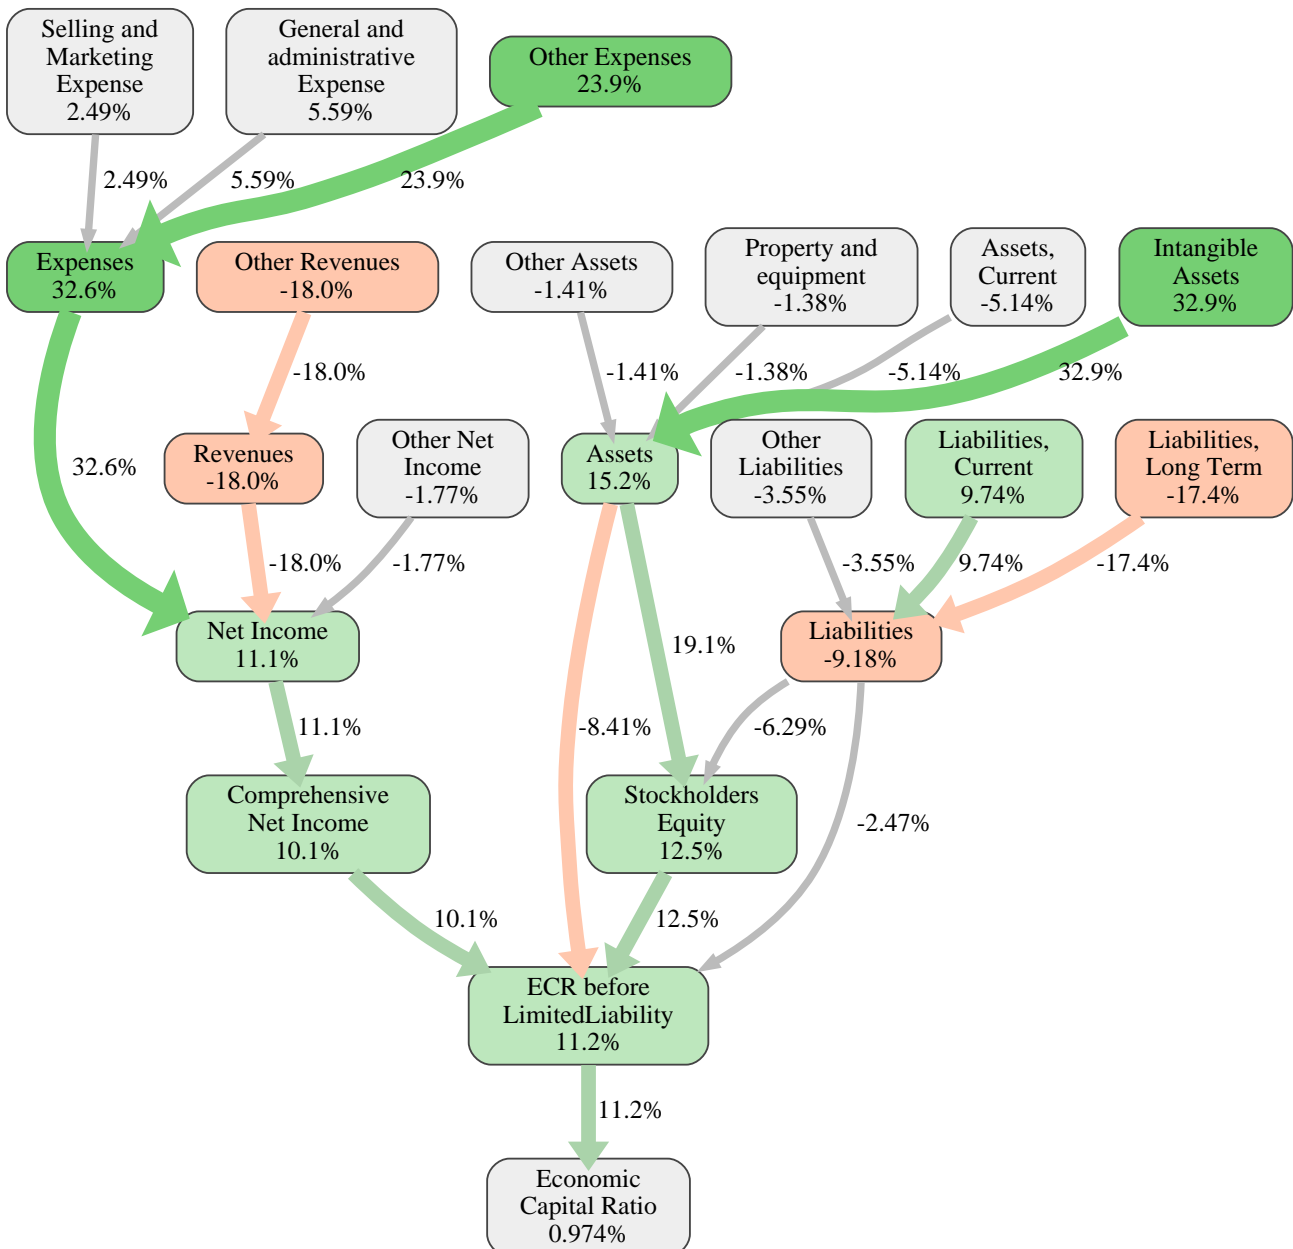 Selling and
Marketing
Expense
2.49%
General and
administrative
Expense
5.59%
Other Expenses
23.9%
2.49%
5.59%
23.9%
Expenses
32.6%
Other Revenues
-18.0%
Other Assets
-1.41%
Property and
equipment
-1.38%
Assets,
Current
-5.14%
Intangible
Assets
32.9%
-18.0%
-1.41%
-1.38%
-5.14%
32.9%
32.6%
Revenues
-18.0%
Other Net
Income
-1.77%
Assets
15.2%
Other
Liabilities
-3.55%
Liabilities,
Current
9.74%
Liabilities,
Long Term
-17.4%
-18.0%
-1.77%
-3.55%
9.74%
-17.4%
Net Income
11.1%
19.1%
Liabilities
-9.18%
11.1%
-8.41%
-6.29%
Comprehensive
Net Income
10.1%
Stockholders
Equity
12.5%
-2.47%
10.1%
12.5%
ECR before
LimitedLiability
11.2%
11.2%
Economic
Capital Ratio
0.974%